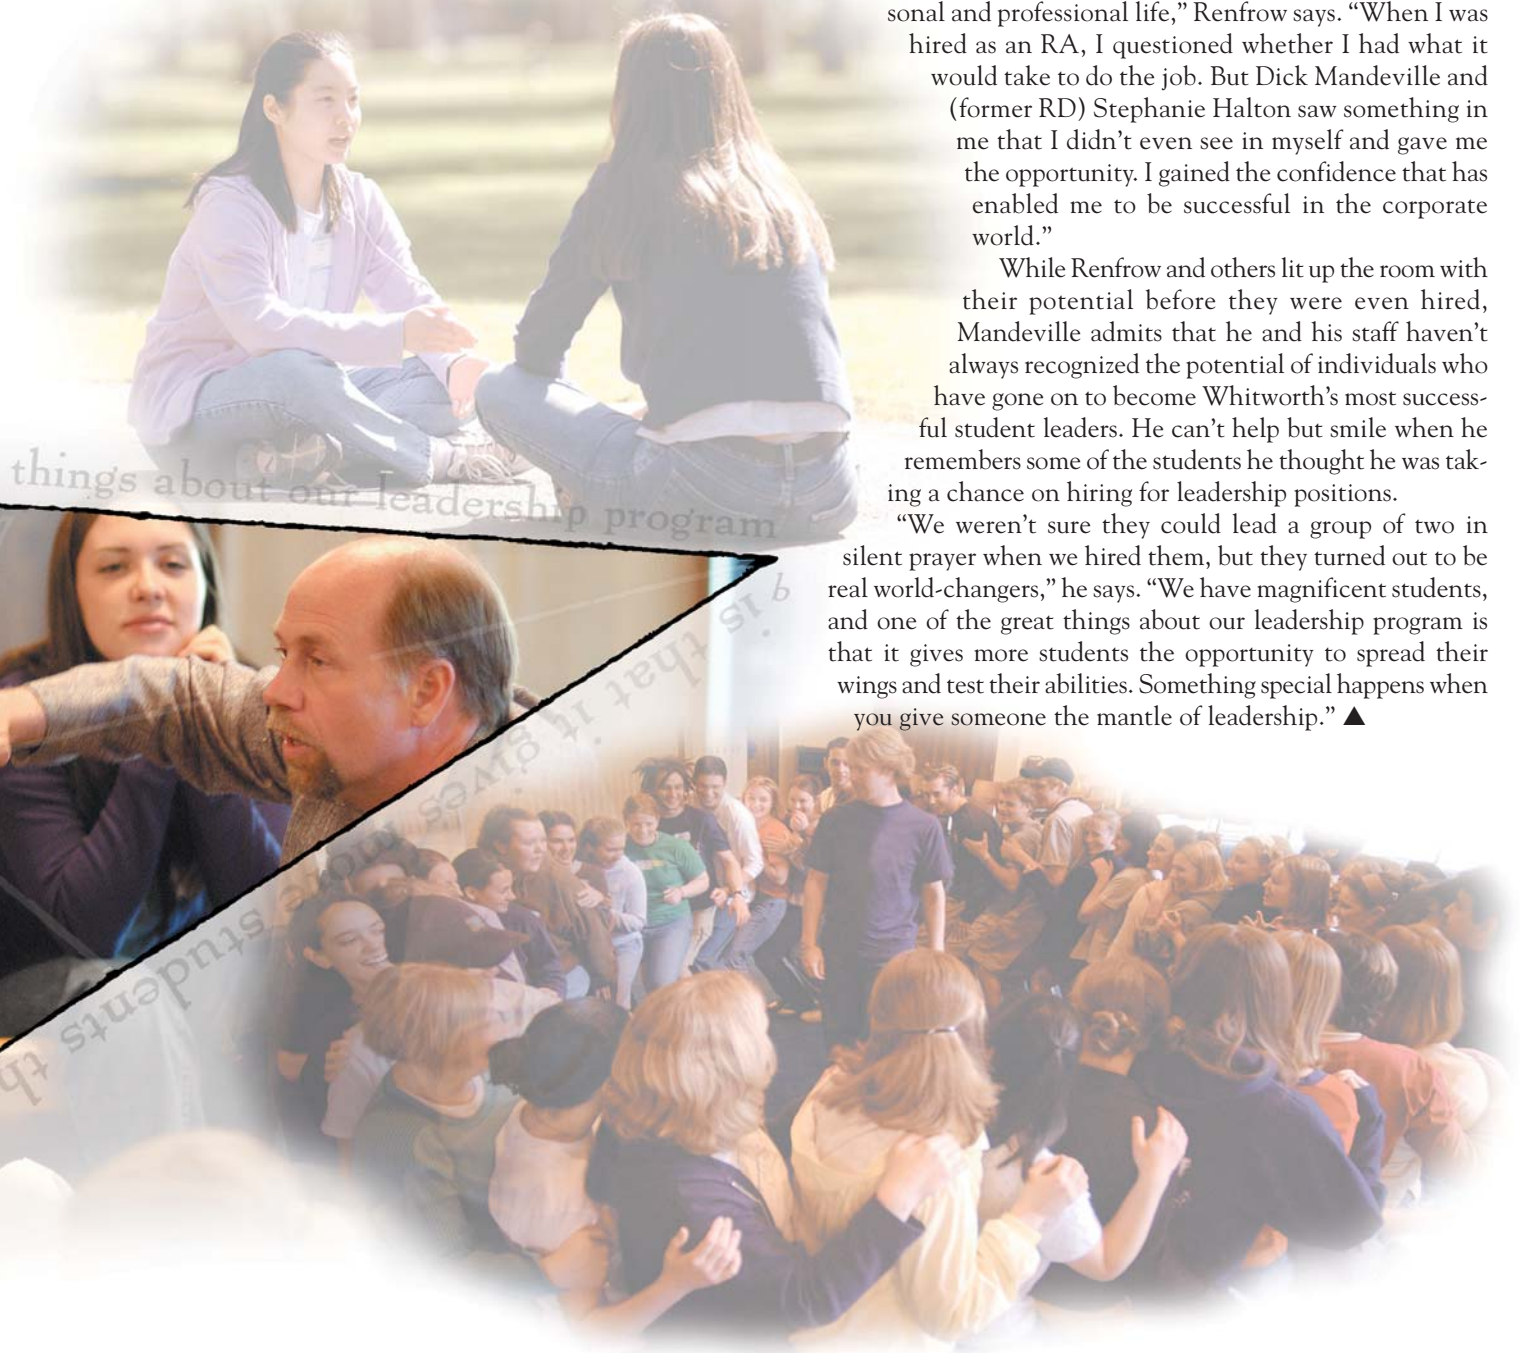 sonal and professional life,” Renfrow says. “When I was
hired as an RA, I questioned whether I had what it
would take to do the job. But Dick Mandeville and
(former RD) Stephanie Halton saw something in
me that I didn’t even see in myself and gave me
the opportunity. I gained the confidence that has
enabled me to be successful in the corporate
world.”
While Renfrow and others lit up the room with
their potential before they were even hired,
Mandeville admits that he and his staff haven’t
always recognized the potential of individuals who
have gone on to become Whitworth’s most success-
ful student leaders. He can’t help but smile when he
remembers some of the students he thought he was tak-
ing a chance on hiring for leadership positions.
“We weren’t sure they could lead a group of two in
silent prayer when we hired them, but they turned out to be
real world-changers,” he says. “We have magnificent students,
and one of the great things about our leadership program is
that it gives more students the opportunity to spread their
wings and test their abilities. Something special happens when
you give someone the mantle of leadership.” ▲
things about our leadership program
is that it gives more students th